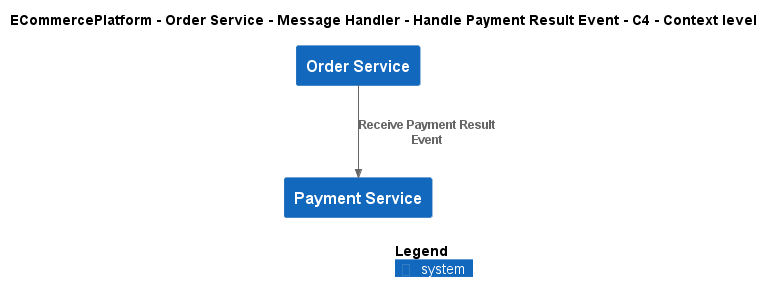 ECommercePlatform - Order Service - Message Handler - Handle Payment Result Event - C4 - Context level
Order Service
Receive Payment Result
Event
Payment Service
Legend
system